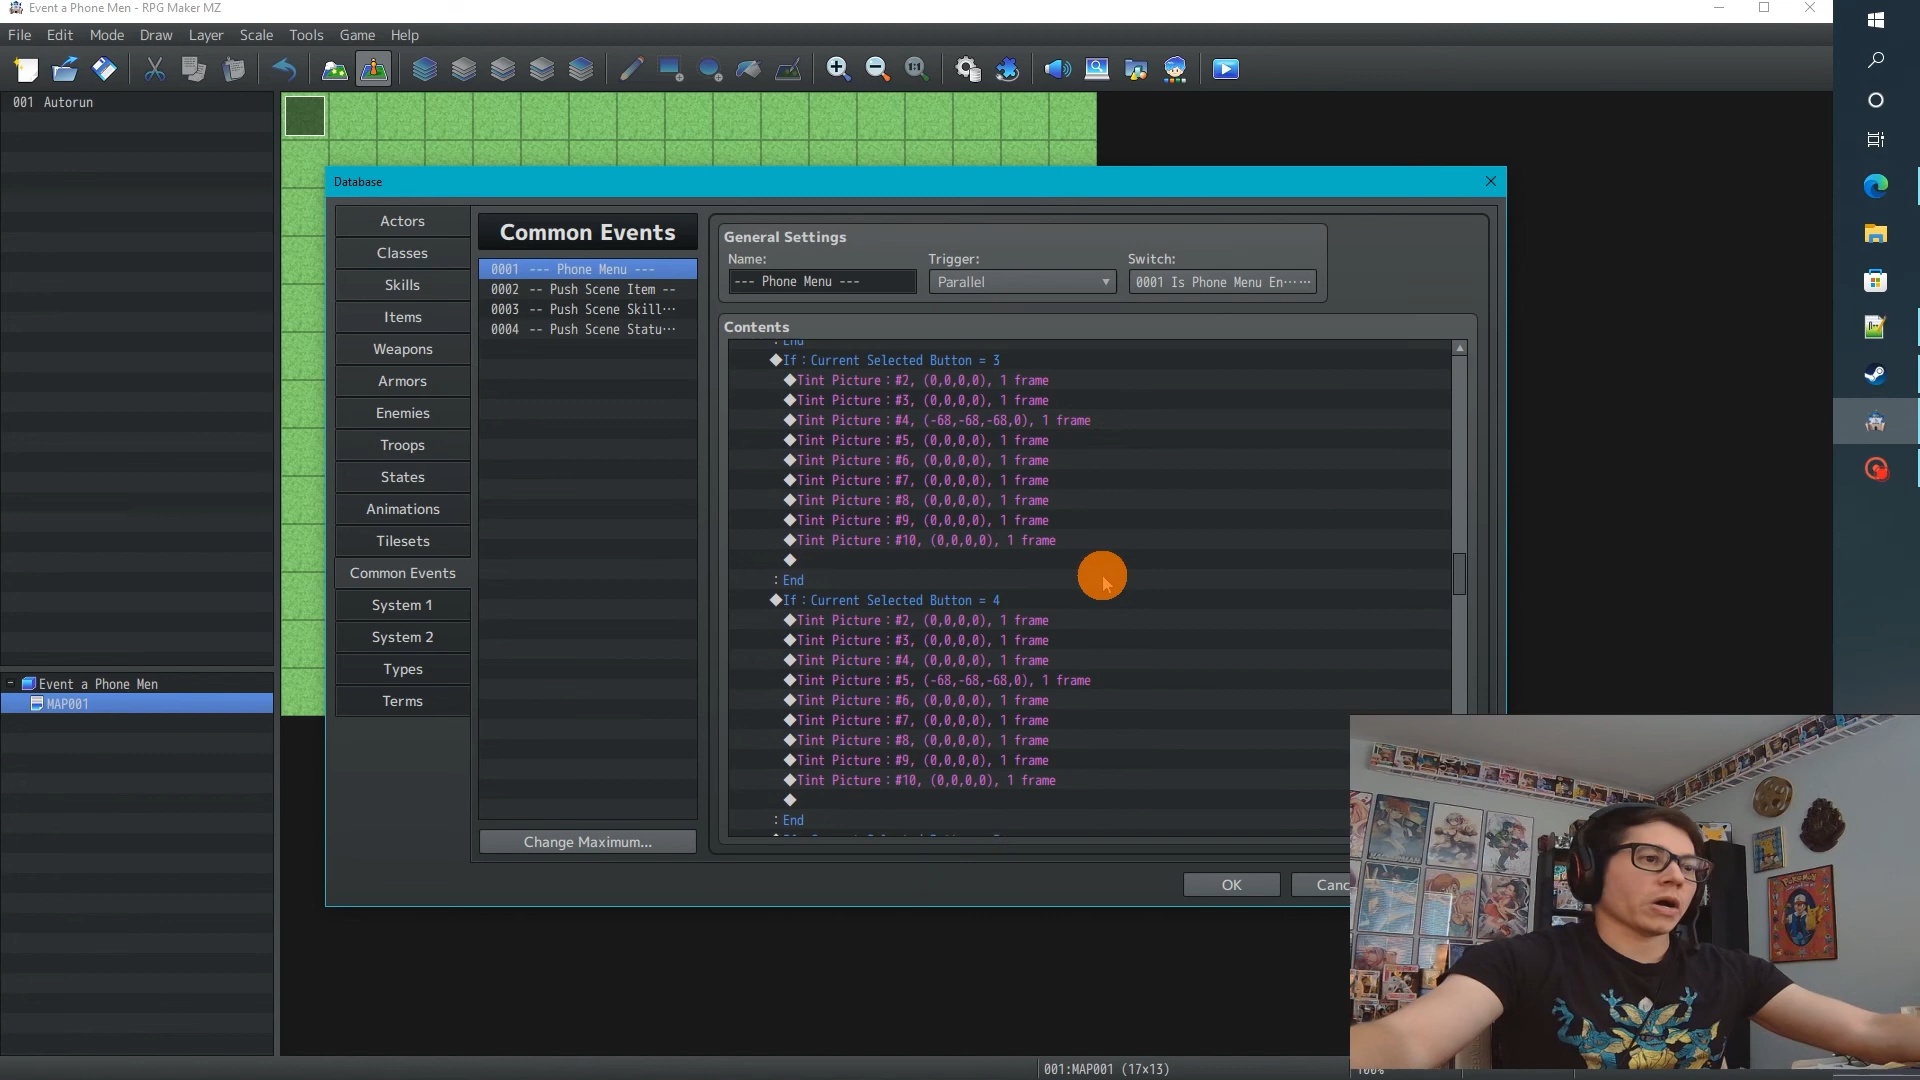 Event a Phone Men - RPG Maker MZ
File Edit Mode Draw Layer Scale Tools Game Help
1:1
001 Autorun
Event a Phone Men
MAP001
Database
Actors
Classes
Skills
Items
Weapons
Armors
Enemies
Troops
States
Animations
Tilesets
Common Events
System 1
System 2
Types
Terms
Common Events
0001 --- Phone Menu ---
0002 -- Push Scene Item --
0003 -- Push Scene Skill…
0004 -- Push Scene Statu…
Change Maximum...
General Settings
Name: Trigger: Switch:
--- Phone Menu --- Parallel 0001 Is Phone Menu En… …
Contents
: End
◆If：Current Selected Button = 3
◆Tint Picture：#2, (0,0,0,0), 1 frame
◆Tint Picture：#3, (0,0,0,0), 1 frame
◆Tint Picture：#4, (-68,-68,-68,0), 1 frame
◆Tint Picture：#5, (0,0,0,0), 1 frame
◆Tint Picture：#6, (0,0,0,0), 1 frame
◆Tint Picture：#7, (0,0,0,0), 1 frame
◆Tint Picture：#8, (0,0,0,0), 1 frame
◆Tint Picture：#9, (0,0,0,0), 1 frame
◆Tint Picture：#10, (0,0,0,0), 1 frame
◆
: End
◆If：Current Selected Button = 4
◆Tint Picture：#2, (0,0,0,0), 1 frame
◆Tint Picture：#3, (0,0,0,0), 1 frame
◆Tint Picture：#4, (0,0,0,0), 1 frame
◆Tint Picture：#5, (-68,-68,-68,0), 1 frame
◆Tint Picture：#6, (0,0,0,0), 1 frame
◆Tint Picture：#7, (0,0,0,0), 1 frame
◆Tint Picture：#8, (0,0,0,0), 1 frame
◆Tint Picture：#9, (0,0,0,0), 1 frame
◆Tint Picture：#10, (0,0,0,0), 1 frame
◆
: End
OK Canc
001:MAP001 (17x13)